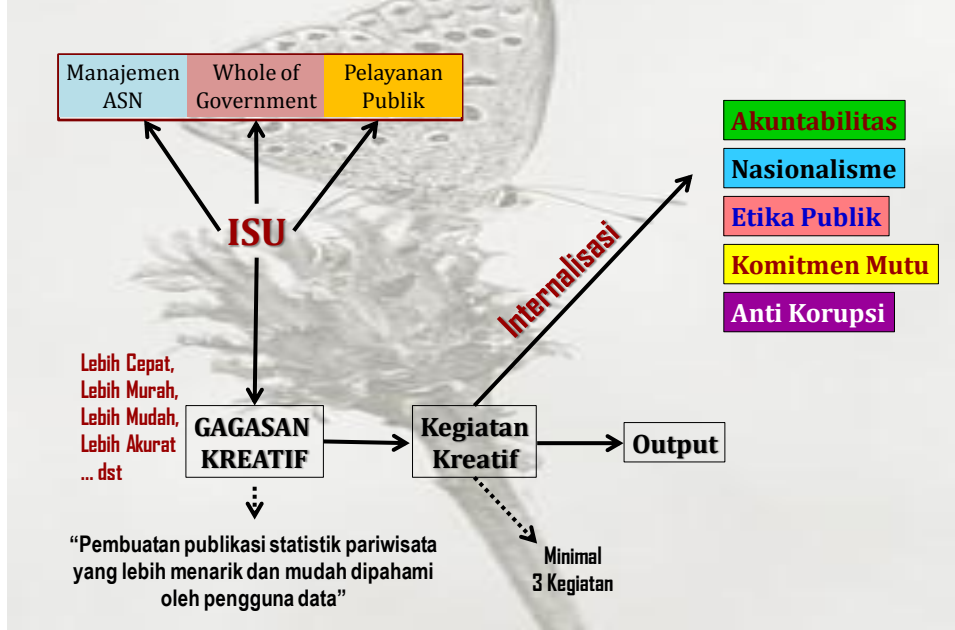 Manajemen
ASN
Whole of
Government
Pelayanan
Publik
ISU
Akuntabilitas
Nasionalisme
Etika Publik
Komitmen Mutu
Anti Korupsi
Internalisasi
Lebih Cepat,
Lebih Murah,
Lebih Mudah,
Lebih Akurat
... dst
GAGASAN
KREATIF
Kegiatan
Kreatif
Output
“Pembuatan publikasi statistik pariwisata
yang lebih menarik dan mudah dipahami
oleh pengguna data”
Minimal
3 Kegiatan